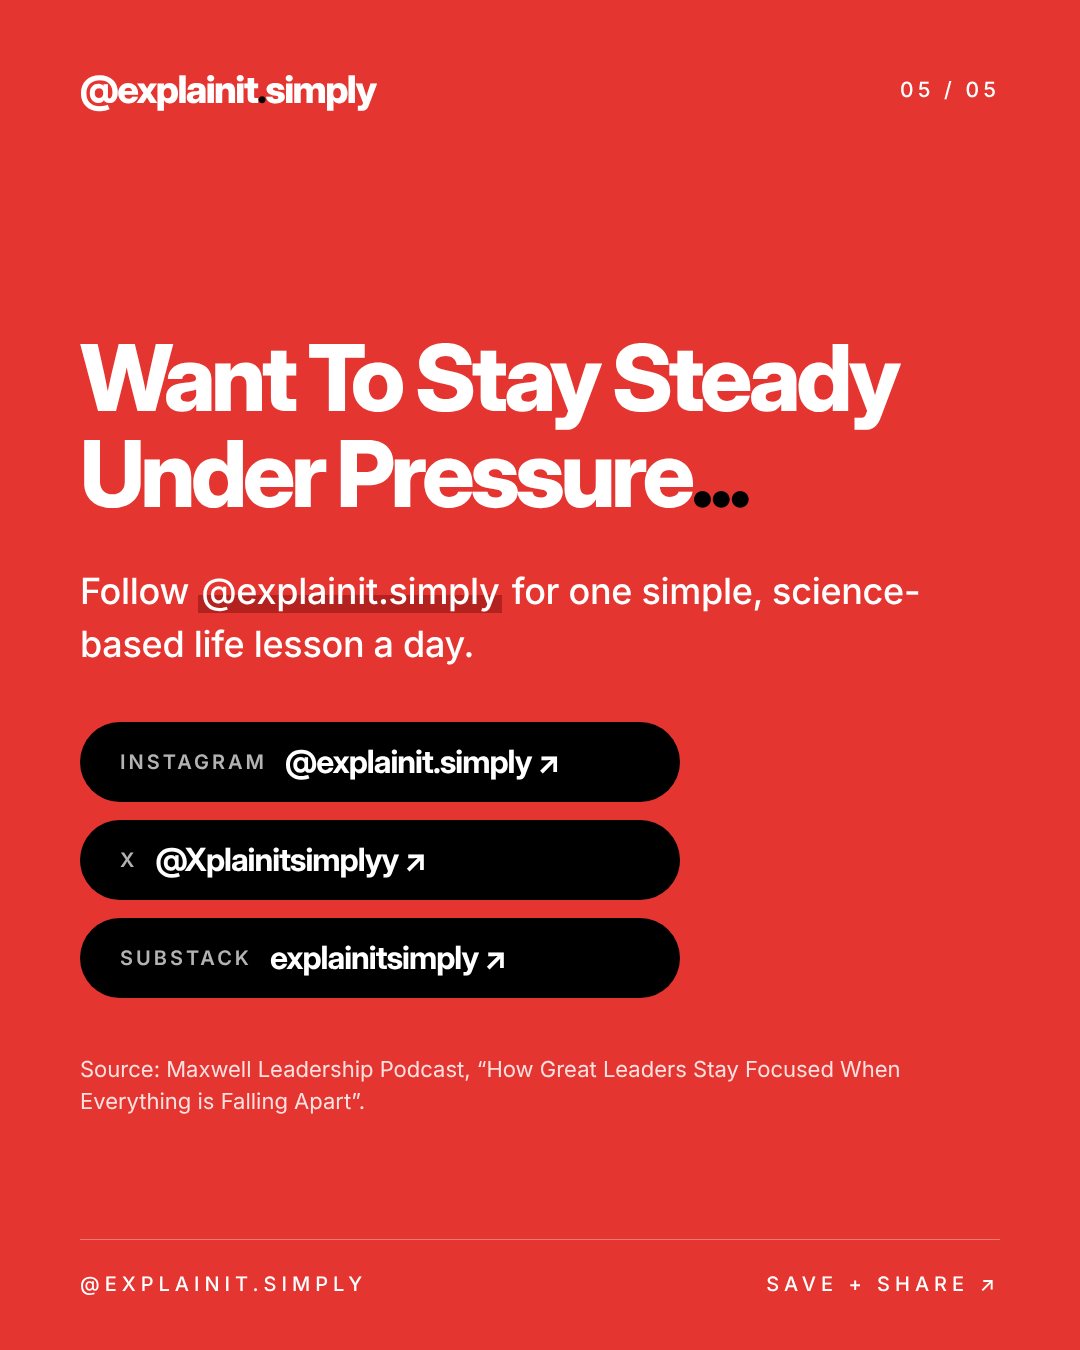 @explainit.simply
05 / 05
Want To Stay Steady
Under Pressure...
Follow @explainit.simply for one simple, science-
based life lesson a day.
INSTAGRAM @explainit.simply ↗
X @Xplainitsimplyy ↗
SUBSTACK explainitsimply ↗
Source: Maxwell Leadership Podcast, “How Great Leaders Stay Focused When
Everything is Falling Apart”.
@EXPLAINIT.SIMPLY
SAVE + SHARE ↗